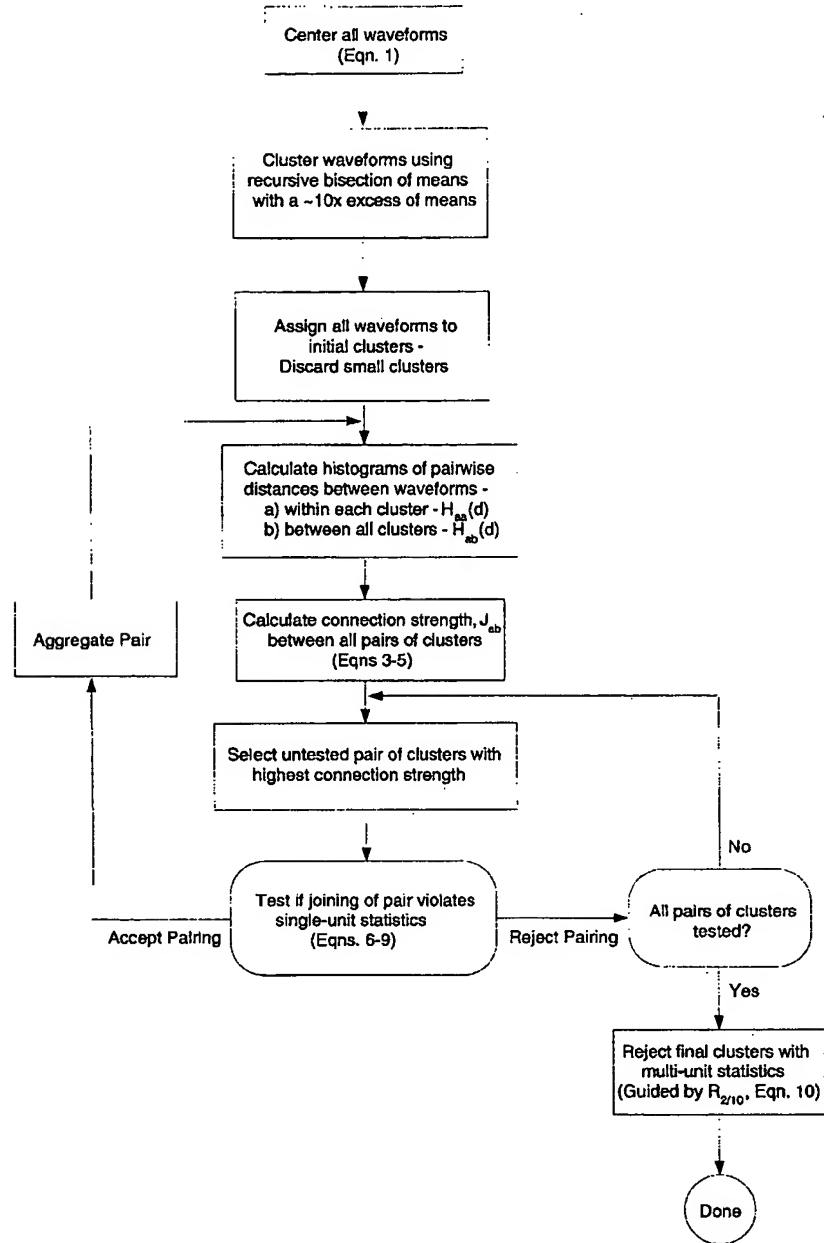 Center all waveforms
(Eqn. 1)
Cluster waveforms using
recursive bisection of means
with a ~10x excess of means
Assign all waveforms to
initial clusters -
Discard small clusters
Calculate histograms of pairwise
distances between waveforms -
a) within each cluster - H_aa(d)
b) between all clusters - H_ab(d)
Aggregate Pair
Calculate connection strength, J_ab
between all pairs of clusters
(Eqns 3-5)
Select untested pair of clusters with
highest connection strength
No
Test if joining of pair violates
single-unit statistics
(Eqns. 6-9)
All pairs of clusters
tested?
Accept Pairing
Reject Pairing
Yes
Reject final clusters with
multi-unit statistics
(Guided by R_2/10, Eqn. 10)
Done